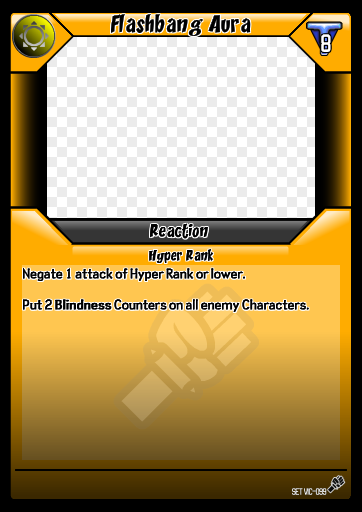 Flashbang Aura
8
Reaction
Hyper Rank
Negate 1 attack of Hyper Rank or lower.
Put 2 Blindness Counters on all enemy Characters.
SET VIC-099